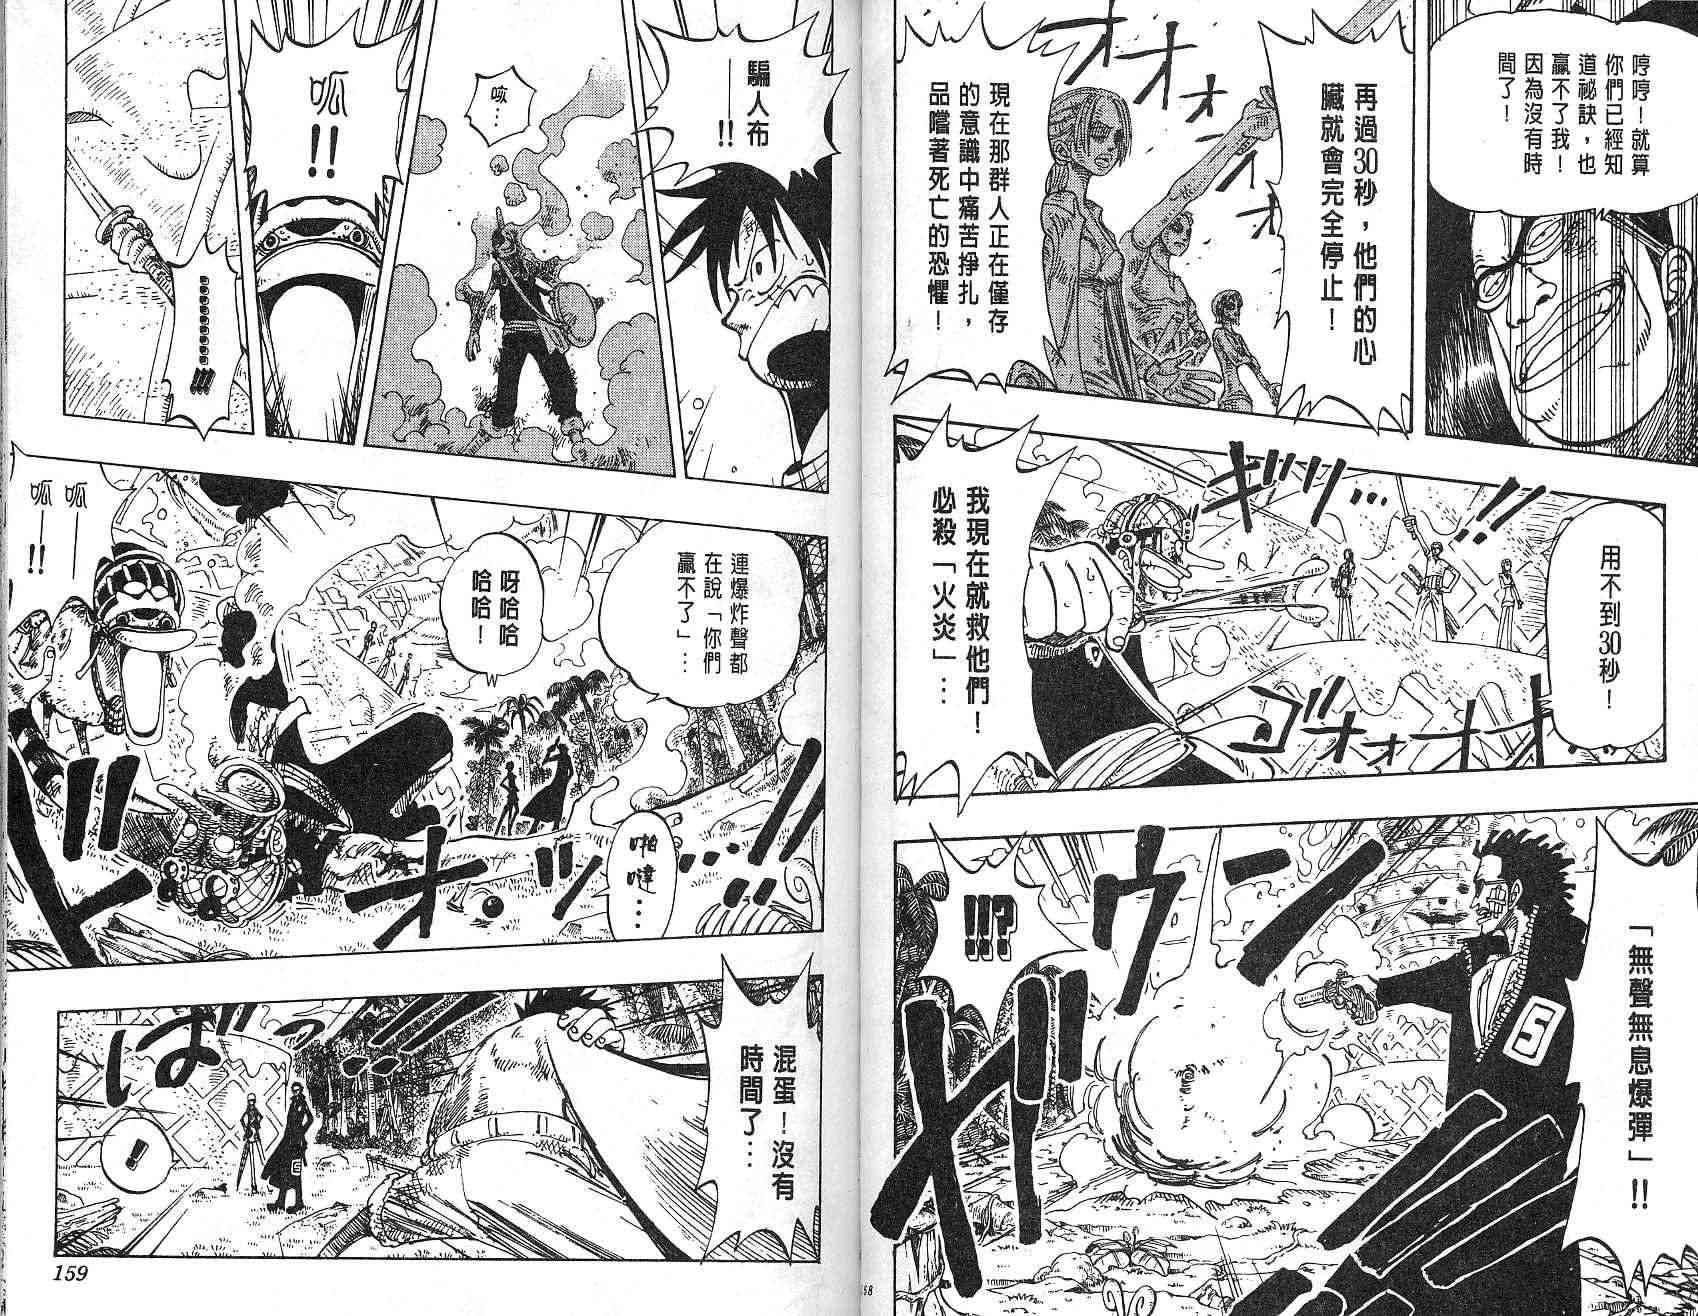 哼哼！就算
你們已經知
道祕訣，也
贏不了我！
因為沒有時
間了！
再過30秒，他們的心
臟就會完全停止！
現在那群人正在僅存
的意識中痛苦掙扎，
品嚐著死亡的恐懼！
オオオォォ
用不到30秒！
ギリリ…!!
我現在就救他們！
必殺「火炎」…
ゴオオオオオ…
「無聲無息爆彈」!!
!!!?
ドウン
騙人布
——!!
咳…
呱!!
…………!!!
連爆炸聲都
在說「你們
贏不了」…
呀哈哈
哈哈！
呱——
呱——!!
啪噠…
ドオッ…!!
混蛋！沒有
時間了…
ばっ…!!
!
159
58